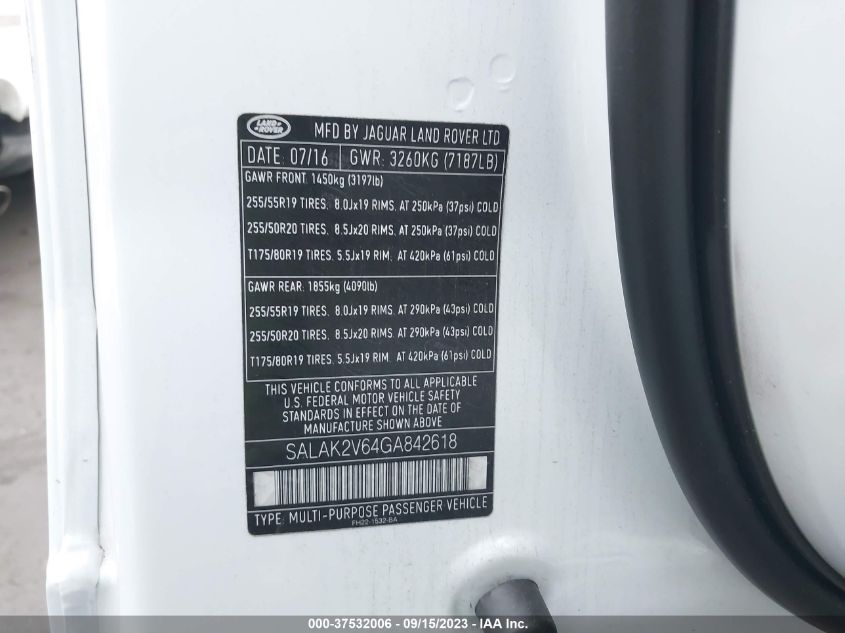 LAND ROVER
MFD BY JAGUAR LAND ROVER LTD
DATE: 07/16 GWR: 3260KG (7187LB)
GAWR FRONT: 1450kg (3197lb)
255/55R19 TIRES. 8.0Jx19 RIMS. AT 250kPa (37psi) COLD
255/50R20 TIRES. 8.5Jx20 RIMS. AT 250kPa (37psi) COLD
T175/80R19 TIRES. 5.5Jx19 RIM. AT 420kPa (61psi) COLD
GAWR REAR: 1855kg (4090lb)
255/55R19 TIRES. 8.0Jx19 RIMS. AT 290kPa (43psi) COLD
255/50R20 TIRES. 8.5Jx20 RIMS. AT 290kPa (43psi) COLD
T175/80R19 TIRES. 5.5Jx19 RIM. AT 420kPa (61psi) COLD
THIS VEHICLE CONFORMS TO ALL APPLICABLE
U.S. FEDERAL MOTOR VEHICLE SAFETY
STANDARDS IN EFFECT ON THE DATE OF
MANUFACTURE SHOWN ABOVE
SALAK2V64GA842618
TYPE: MULTI-PURPOSE PASSENGER VEHICLE
FH22-1532-BA
000-37532006 - 09/15/2023 - IAA Inc.